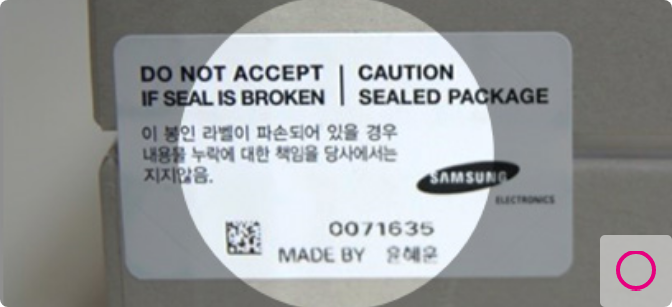 DO NOT ACCEPT
IF SEAL IS BROKEN
CAUTION
SEALED PACKAGE
이 봉인 라벨이 파손되어 있을 경우
내용물 누락에 대한 책임을 당사에서는
지지않음.
SAMSUNG
ELECTRONICS
0071635
MADE BY 윤혜운